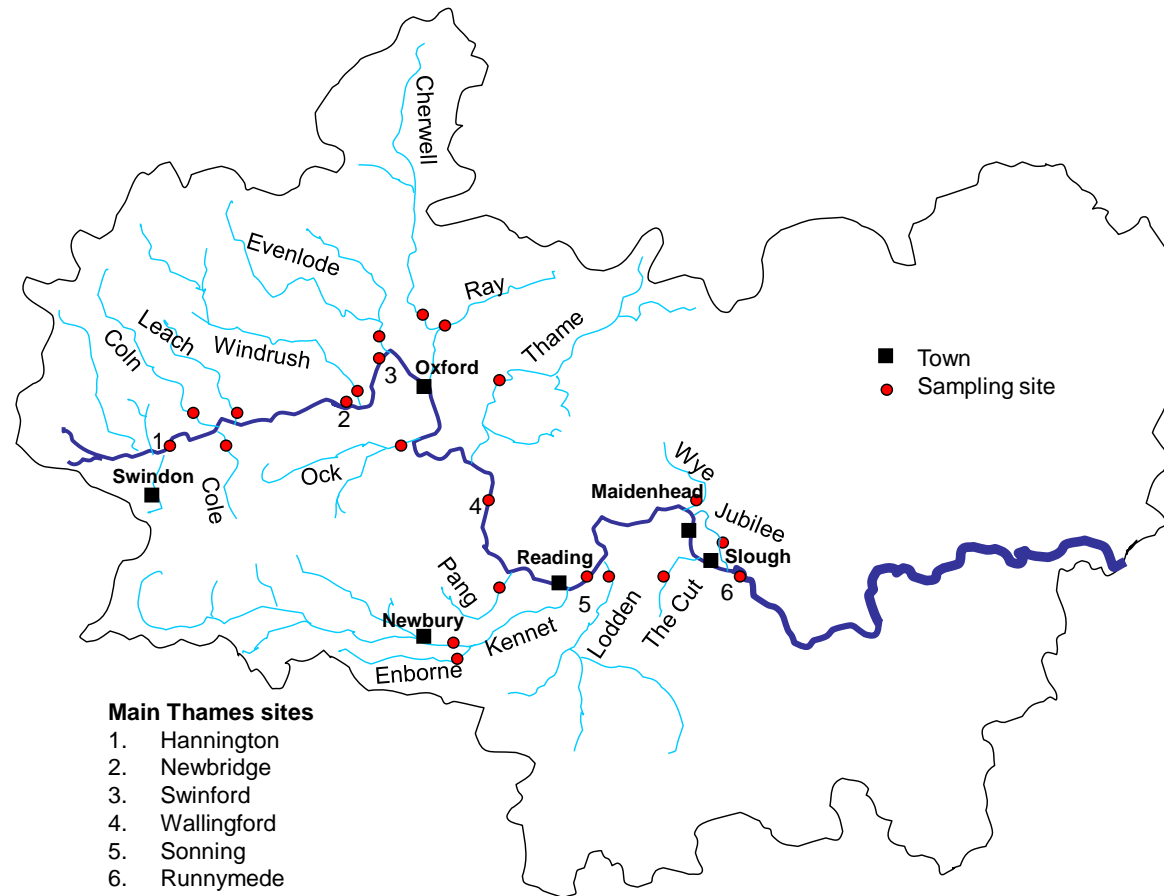 Cherwell
Evenlode
Ray
Thame
Leach
Coln
Windrush
3
Oxford
2
1
Swindon
Cole
Ock
4
Town
Sampling site
Wye
Maidenhead
Jubilee
Slough
6
Reading
5
Pang
Newbury
Kennet
Enborne
Lodden
The Cut
Main Thames sites
1. Hannington
2. Newbridge
3. Swinford
4. Wallingford
5. Sonning
6. Runnymede